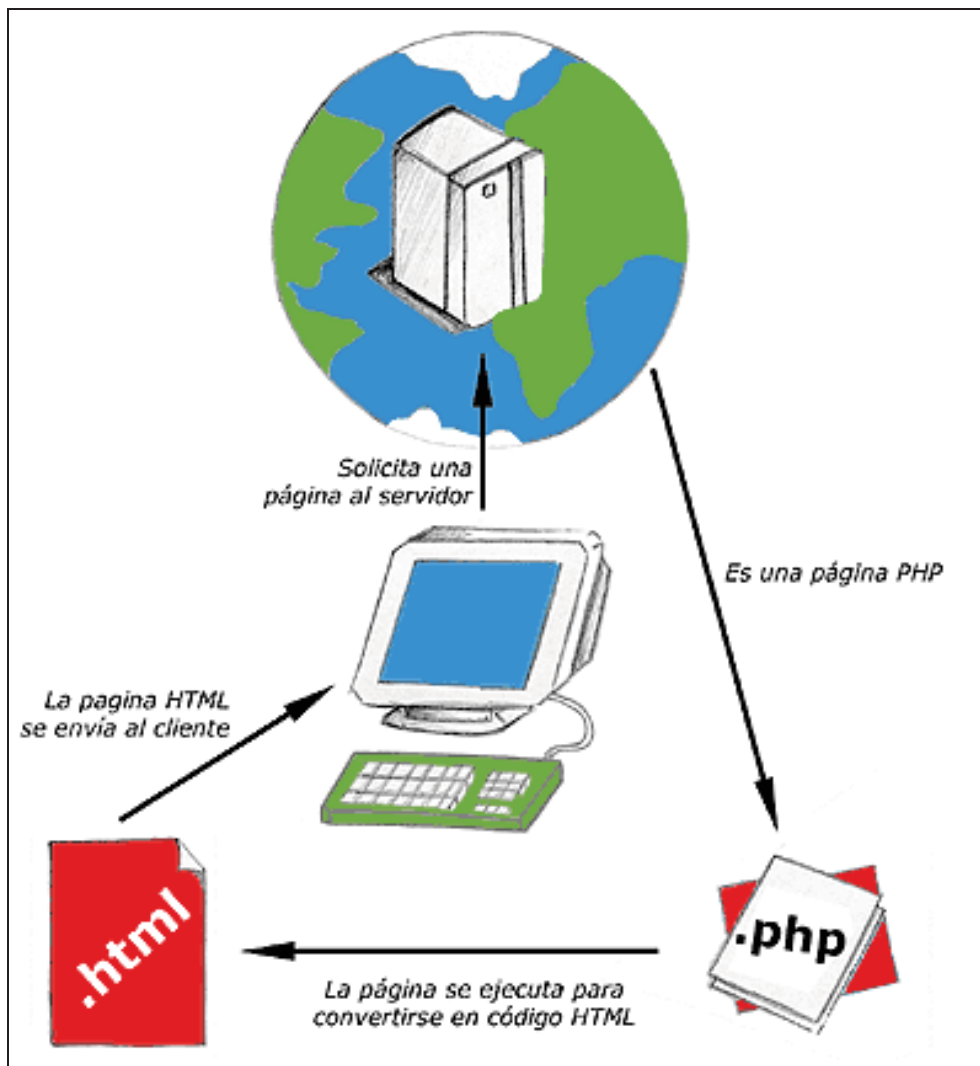 Solicita una
página al servidor
Es una página PHP
La pagina HTML
se envía al cliente
.html
.php
La página se ejecuta para
convertirse en código HTML